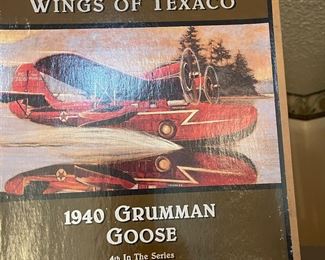 WINGS OF TEXACO
1940 GRUMMAN
GOOSE
4th In The Series